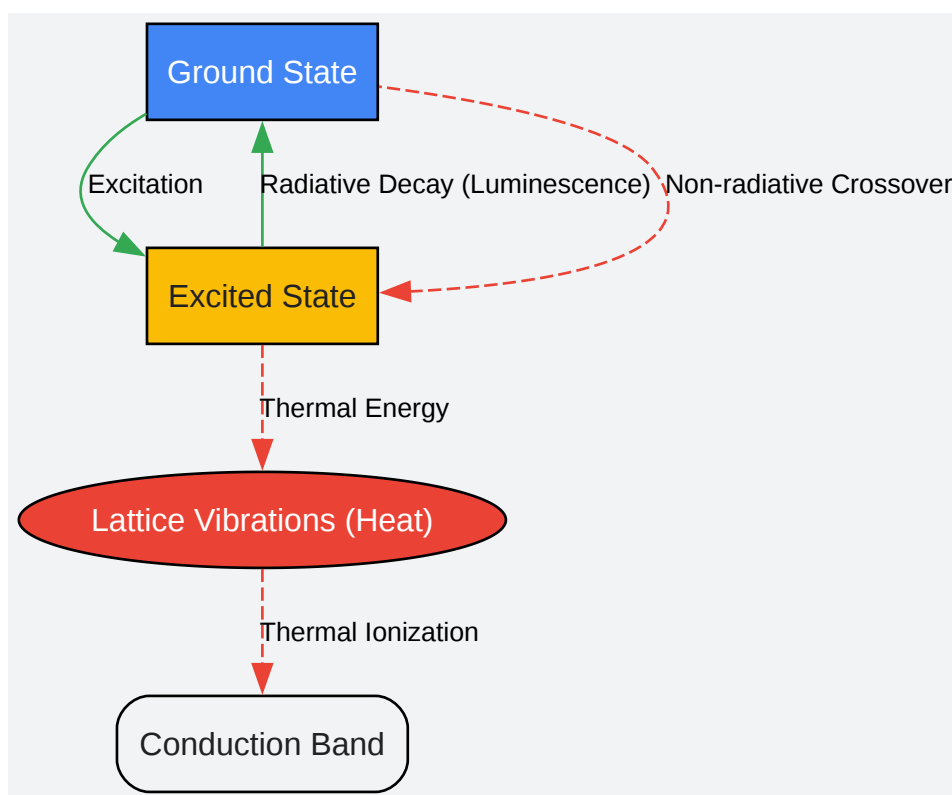 Ground State
Excitation
Radiative Decay (Luminescence)
Non-radiative Crossover
Excited State
Thermal Energy
Lattice Vibrations (Heat)
Thermal Ionization
Conduction Band